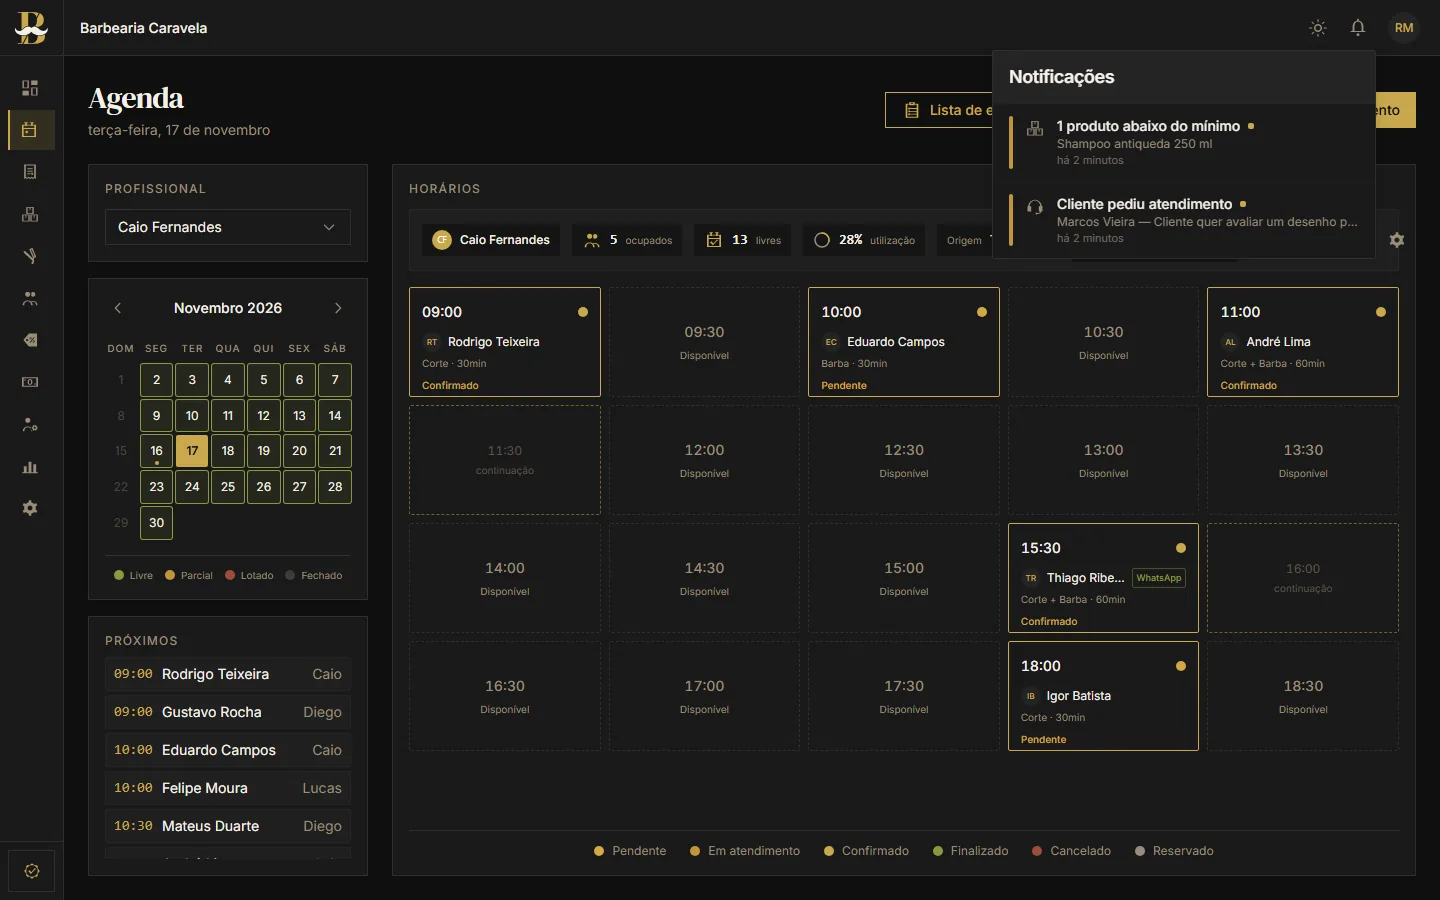 B
Barbearia Caravela
RM
Agenda
terça-feira, 17 de novembro
Lista de e
nto
Notificações
1 produto abaixo do mínimo
Shampoo antiqueda 250 ml
há 2 minutos
Cliente pediu atendimento
Marcos Vieira — Cliente quer avaliar um desenho p...
há 2 minutos
PROFISSIONAL
Caio Fernandes
Novembro 2026
DOM SEG TER QUA QUI SEX SÁB
1 2 3 4 5 6 7
8 9 10 11 12 13 14
15 16 17 18 19 20 21
22 23 24 25 26 27 28
29 30
Livre Parcial Lotado Fechado
PRÓXIMOS
09:00 Rodrigo Teixeira Caio
09:00 Gustavo Rocha Diego
10:00 Eduardo Campos Caio
10:00 Felipe Moura Lucas
10:30 Mateus Duarte Diego
HORÁRIOS
CF Caio Fernandes 5 ocupados 13 livres 28% utilização Origem
09:00
RT Rodrigo Teixeira
Corte · 30min
Confirmado
09:30
Disponível
10:00
EC Eduardo Campos
Barba · 30min
Pendente
10:30
Disponível
11:00
AL André Lima
Corte + Barba · 60min
Confirmado
11:30
continuação
12:00
Disponível
12:30
Disponível
13:00
Disponível
13:30
Disponível
14:00
Disponível
14:30
Disponível
15:00
Disponível
15:30
TR Thiago Ribe... WhatsApp
Corte + Barba · 60min
Confirmado
16:00
continuação
16:30
Disponível
17:00
Disponível
17:30
Disponível
18:00
IB Igor Batista
Corte · 30min
Pendente
18:30
Disponível
Pendente Em atendimento Confirmado Finalizado Cancelado Reservado